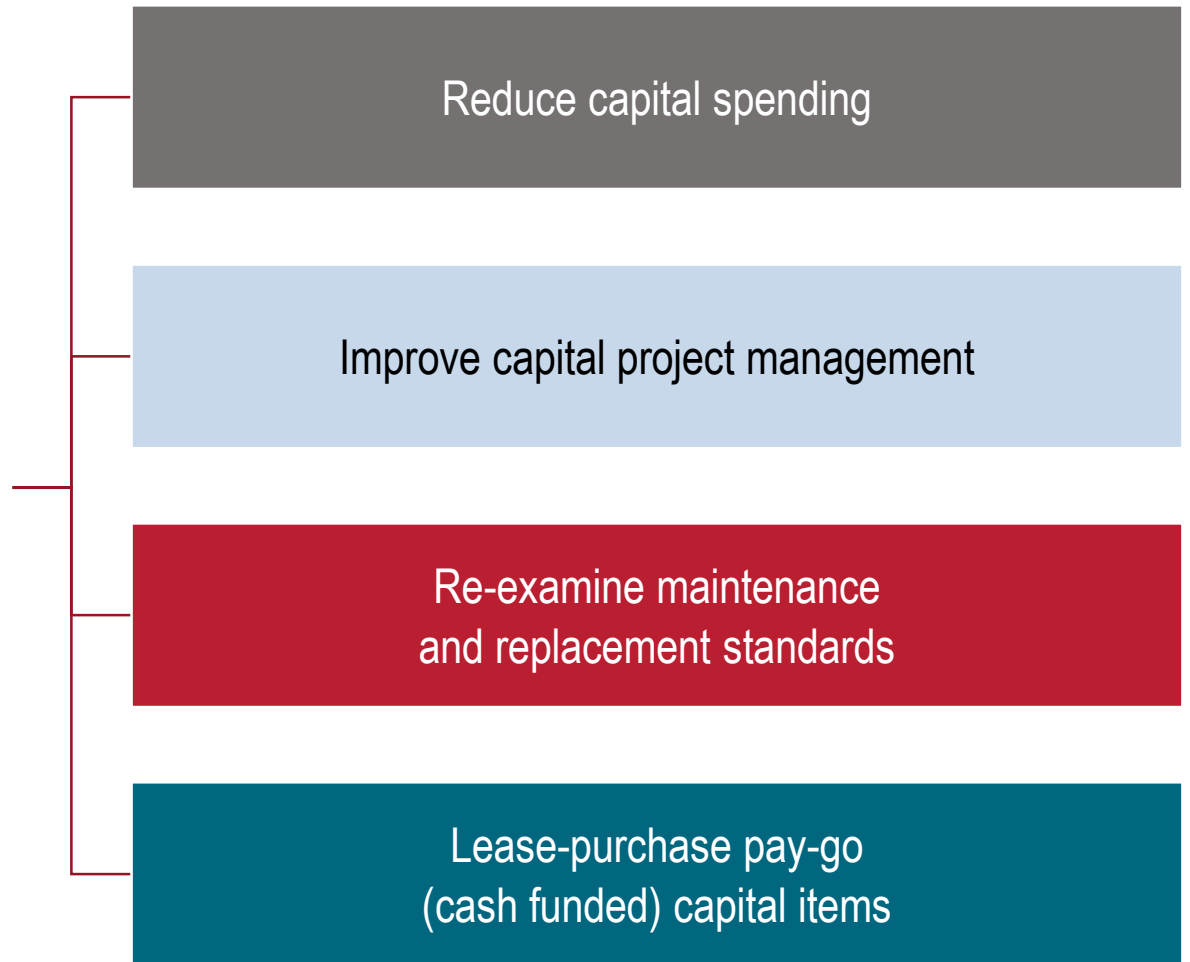 Reduce capital spending
Improve capital project management
Re-examine maintenance
and replacement standards
Lease-purchase pay-go
(cash funded) capital items